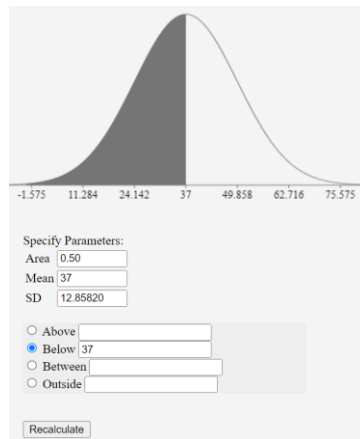 -1.575 11.284 24.142 37 49.858 62.716 75.575
Specify Parameters:
Area 0.50
Mean 37
SD 12.85820
Above
Below 37
Between
Outside
Recalculate